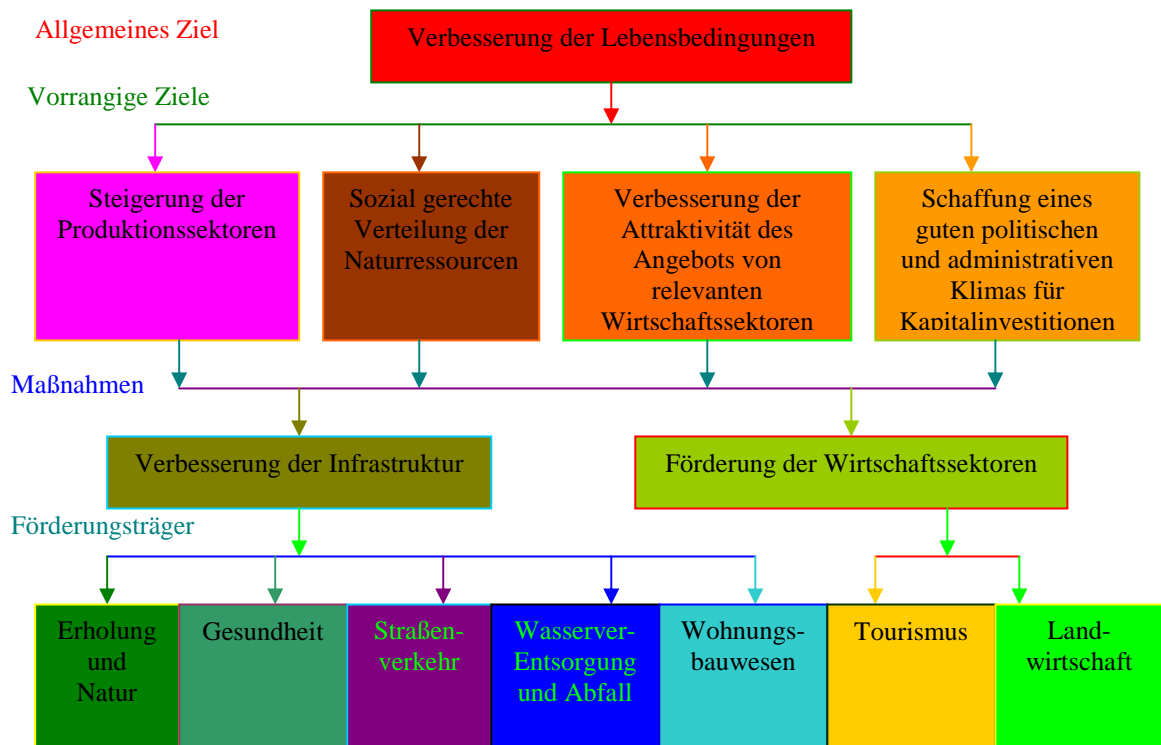 Allgemeines Ziel
Verbesserung der Lebensbedingungen
Vorrangige Ziele
Steigerung der
Produktionssektoren
Sozial gerechte
Verteilung der
Naturressourcen
Verbesserung der
Attraktivität des
Angebots von
relevanten
Wirtschaftssektoren
Schaffung eines
guten politischen
und administrativen
Klimas für
Kapitalinvestitionen
Maßnahmen
Verbesserung der Infrastruktur
Förderung der Wirtschaftssektoren
Förderungsträger
Erholung
und
Natur
Gesundheit
Straßen-
verkehr
Wasserver-
Entsorgung
und Abfall
Wohnungs-
bauwesen
Tourismus
Land-
wirtschaft